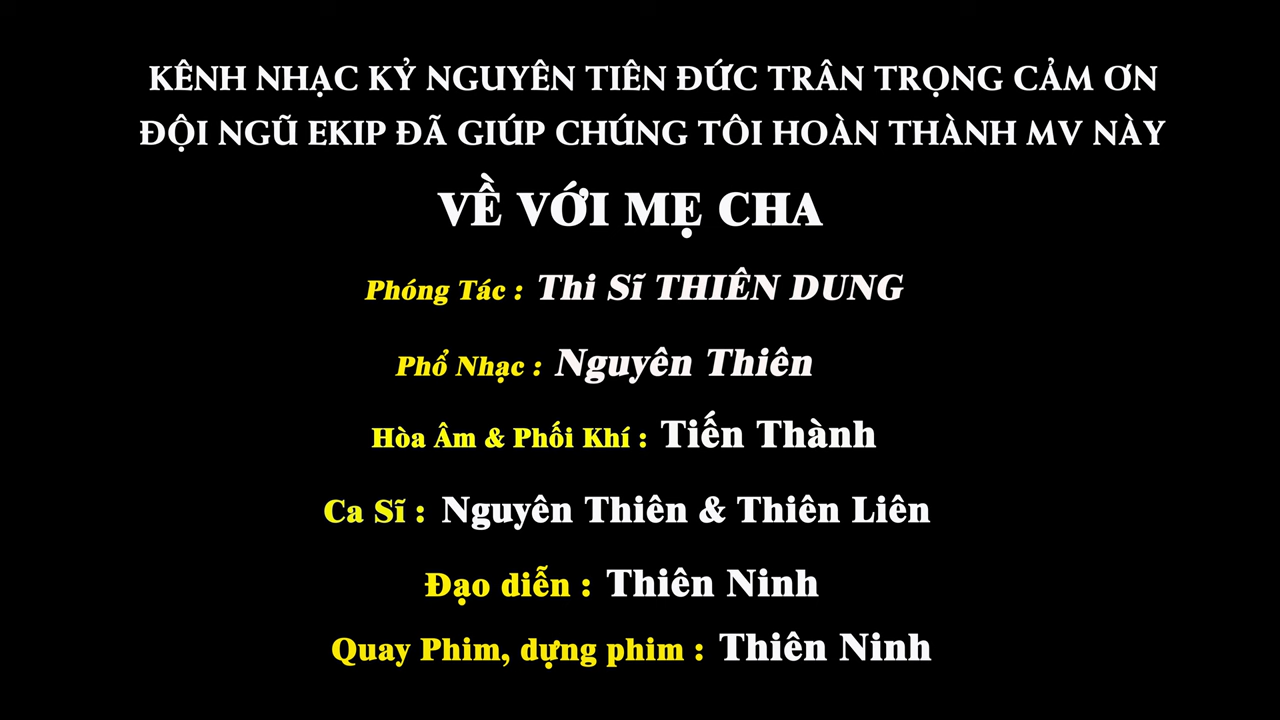 KÊNH NHẠC KỶ NGUYÊN TIÊN ĐỨC TRÂN TRỌNG CẢM ƠN
ĐỘI NGŨ EKIP ĐÃ GIÚP CHÚNG TÔI HOÀN THÀNH MV NÀY
VỀ VỚI MẸ CHA
Phóng Tác : Thi Sĩ THIÊN DUNG
Phổ Nhạc : Nguyên Thiên
Hòa Âm & Phối Khí : Tiến Thành
Ca Sĩ : Nguyên Thiên & Thiên Liên
Đạo diễn : Thiên Ninh
Quay Phim, dựng phim : Thiên Ninh